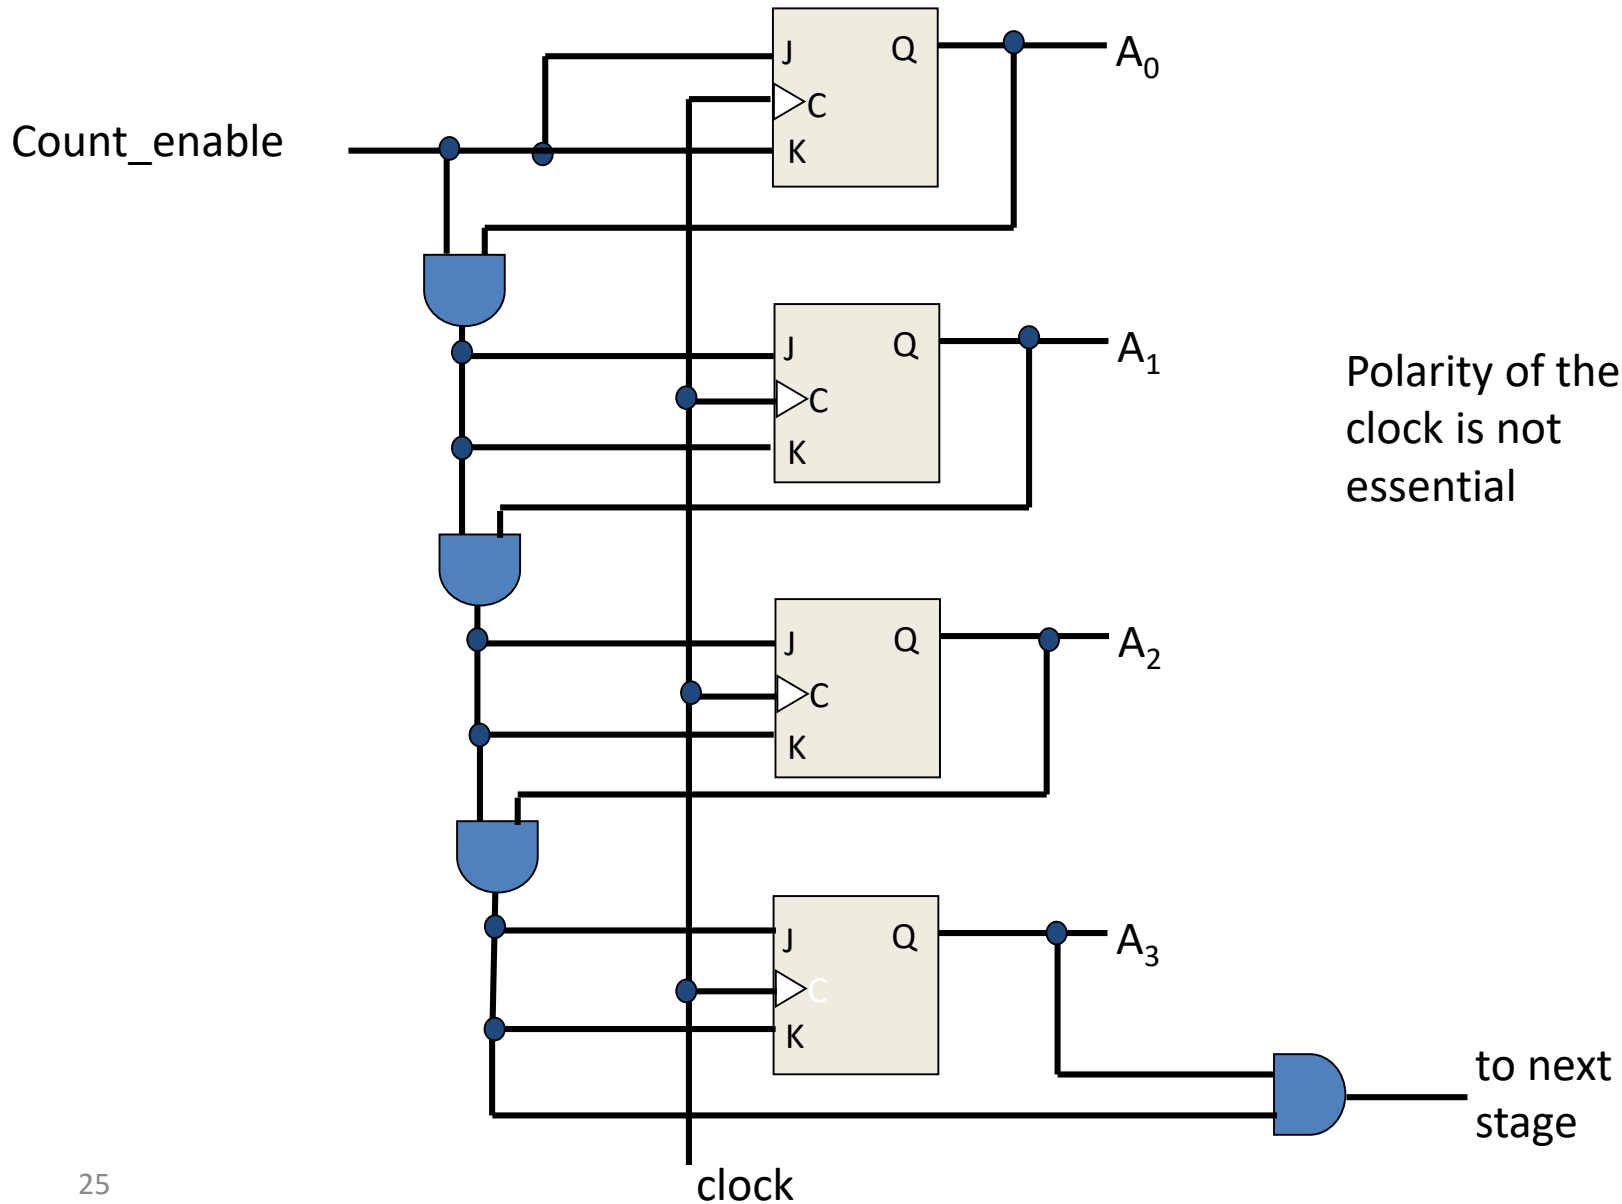 J Q A₀
C
Count_enable
K
J Q A₁
C
K
Polarity of the
clock is not
essential
J Q A₂
C
K
J Q A₃
C
K
to next
stage
clock
25